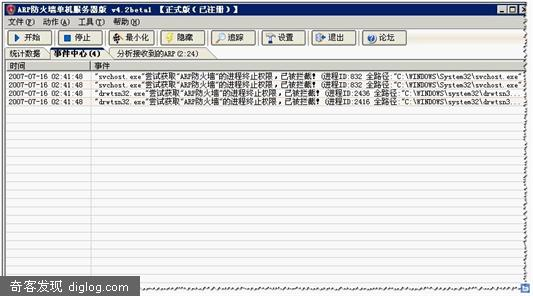 ARP防火墙单机服务器版 v4.2beta1 【正式版(已注册)】
文件(F) 动作(A) 工具(T) 帮助(H)
开始 停止 最小化 隐藏 追踪 设置 退出 论坛
统计数据 事件中心(4) 分析接收到的ARP(2:24)
时间 事件
2007-07-16 02:41:48 "svchost.exe"尝试获取"ARP防火墙"的进程终止权限,已被拦截! (进程ID:832 全路径:"C:\WINDOWS\System32\svchost.exe"
2007-07-16 02:41:48 "svchost.exe"尝试获取"ARP防火墙"的进程终止权限,已被拦截! (进程ID:832 全路径:"C:\WINDOWS\System32\svchost.exe"
2007-07-16 02:41:48 "drwtsn32.exe"尝试获取"ARP防火墙"的进程终止权限,已被拦截! (进程ID:2436 全路径:"C:\WINDOWS\system32\drwtsn3...
2007-07-16 02:41:48 "drwtsn32.exe"尝试获取"ARP防火墙"的进程终止权限,已被拦截! (进程ID:2416 全路径:"C:\WINDOWS\system32\drwtsn3...
奇客发现 diglog.com